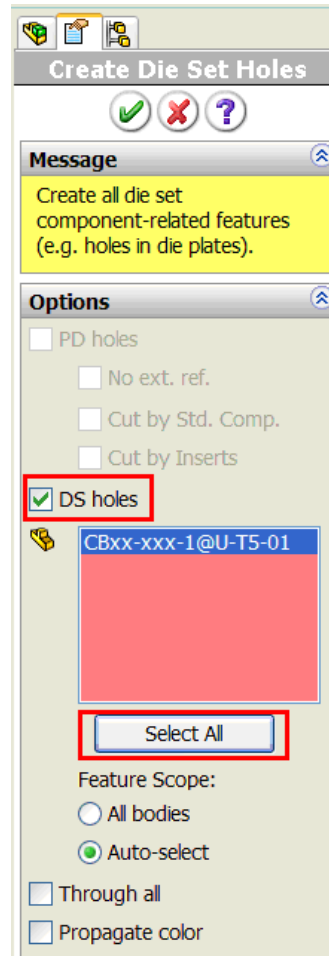 Create Die Set Holes
?
Message
Create all die set
component-related features
(e.g. holes in die plates).
Options
PD holes
No ext. ref.
Cut by Std. Comp.
Cut by Inserts
DS holes
CBxx-xxx-1@U-T5-01
Select All
Feature Scope:
All bodies
Auto-select
Through all
Propagate color